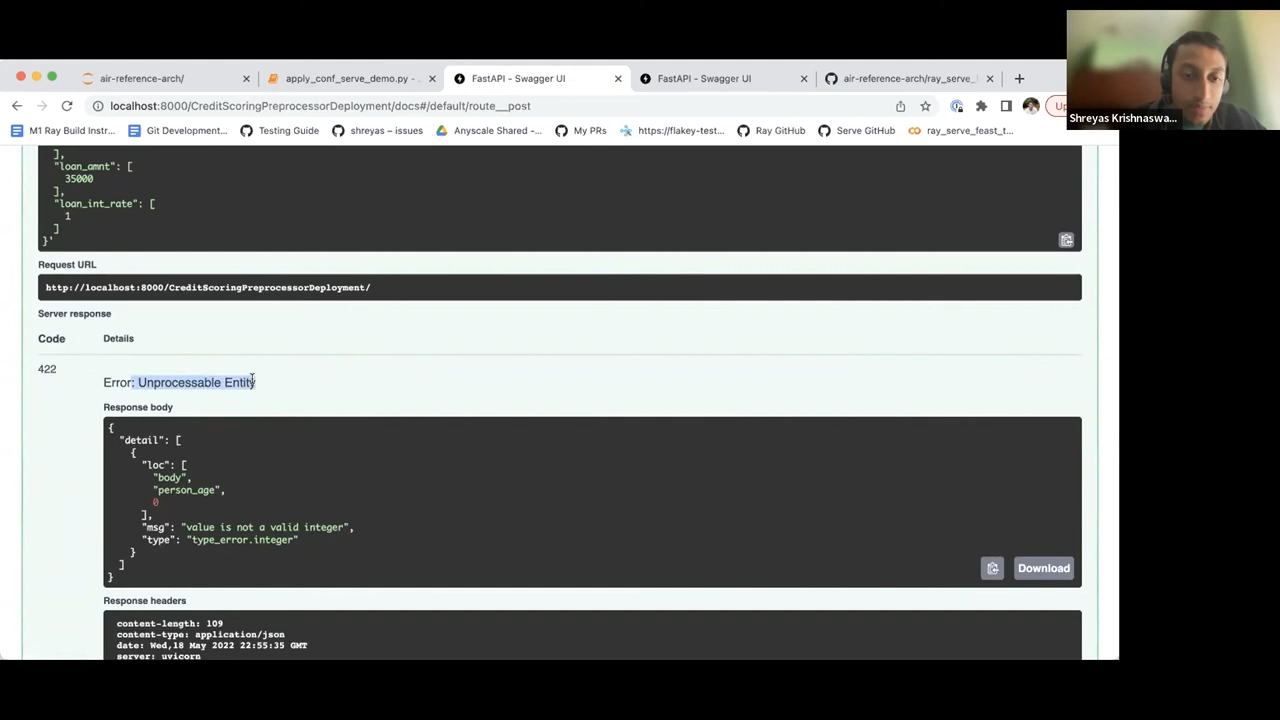 air-reference-arch/
apply_conf_serve_demo.py -
FastAPI - Swagger UI
FastAPI - Swagger UI
air-reference-arch/ray_serve_
localhost:8000/CreditScoringPreprocessorDeployment/docs#/default/route__post
M1 Ray Build Instr...
Git Development...
Testing Guide
shreyas – issues
Anyscale Shared -...
My PRs
https://flakey-test...
Ray GitHub
Serve GitHub
ray_serve_feast_t...
Shreyas Krishnaswa...
],
"loan_amnt": [
35000
],
"loan_int_rate": [
1
]
}'
Request URL
http://localhost:8000/CreditScoringPreprocessorDeployment/
Server response
Code Details
422
Error: Unprocessable Entity
Response body
{
"detail": [
{
"loc": [
"body",
"person_age",
0
],
"msg": "value is not a valid integer",
"type": "type_error.integer"
}
]
}
Download
Response headers
content-length: 109
content-type: application/json
date: Wed,18 May 2022 22:55:35 GMT
server: uvicorn